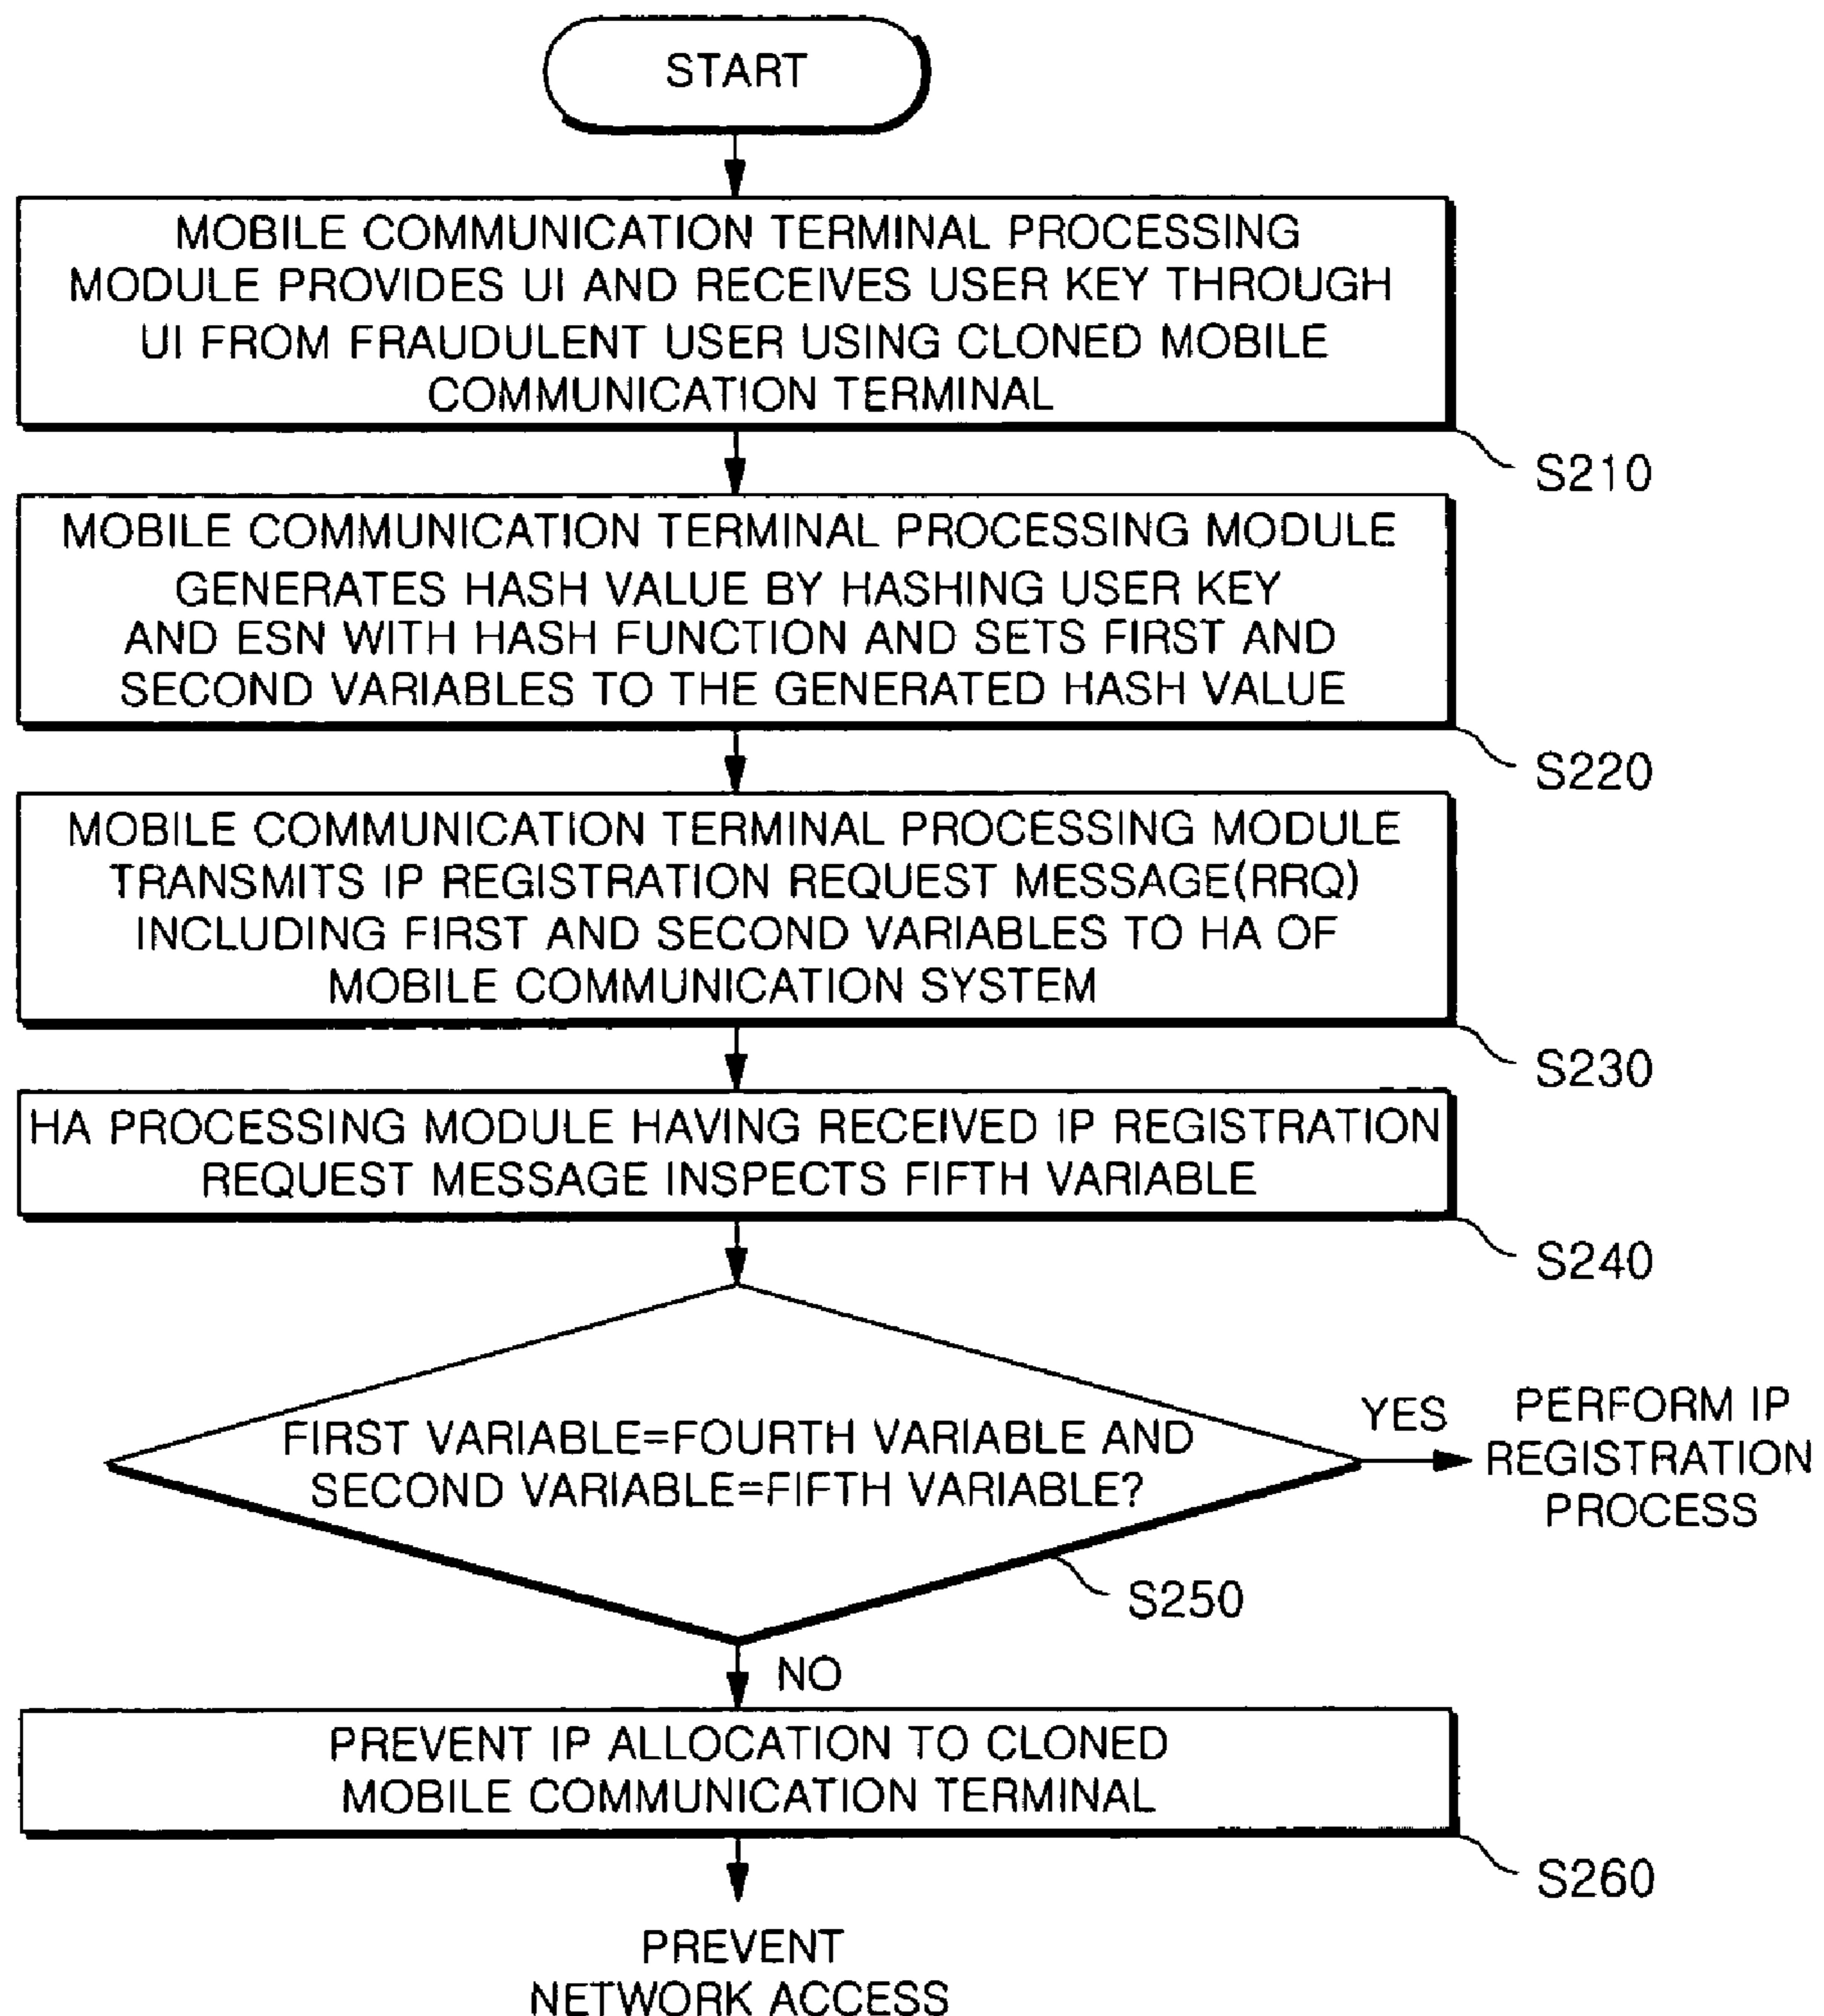 START
MOBILE COMMUNICATION TERMINAL PROCESSING
MODULE PROVIDES UI AND RECEIVES USER KEY THROUGH
UI FROM FRAUDULENT USER USING CLONED MOBILE
COMMUNICATION TERMINAL
S210
MOBILE COMMUNICATION TERMINAL PROCESSING MODULE
GENERATES HASH VALUE BY HASHING USER KEY
AND ESN WITH HASH FUNCTION AND SETS FIRST AND
SECOND VARIABLES TO THE GENERATED HASH VALUE
S220
MOBILE COMMUNICATION TERMINAL PROCESSING MODULE
TRANSMITS IP REGISTRATION REQUEST MESSAGE(RRQ)
INCLUDING FIRST AND SECOND VARIABLES TO HA OF
MOBILE COMMUNICATION SYSTEM
S230
HA PROCESSING MODULE HAVING RECEIVED IP REGISTRATION
REQUEST MESSAGE INSPECTS FIFTH VARIABLE
S240
FIRST VARIABLE=FOURTH VARIABLE AND
SECOND VARIABLE=FIFTH VARIABLE?
YES
PERFORM IP
REGISTRATION
PROCESS
S250
NO
PREVENT IP ALLOCATION TO CLONED
MOBILE COMMUNICATION TERMINAL
S260
PREVENT
NETWORK ACCESS